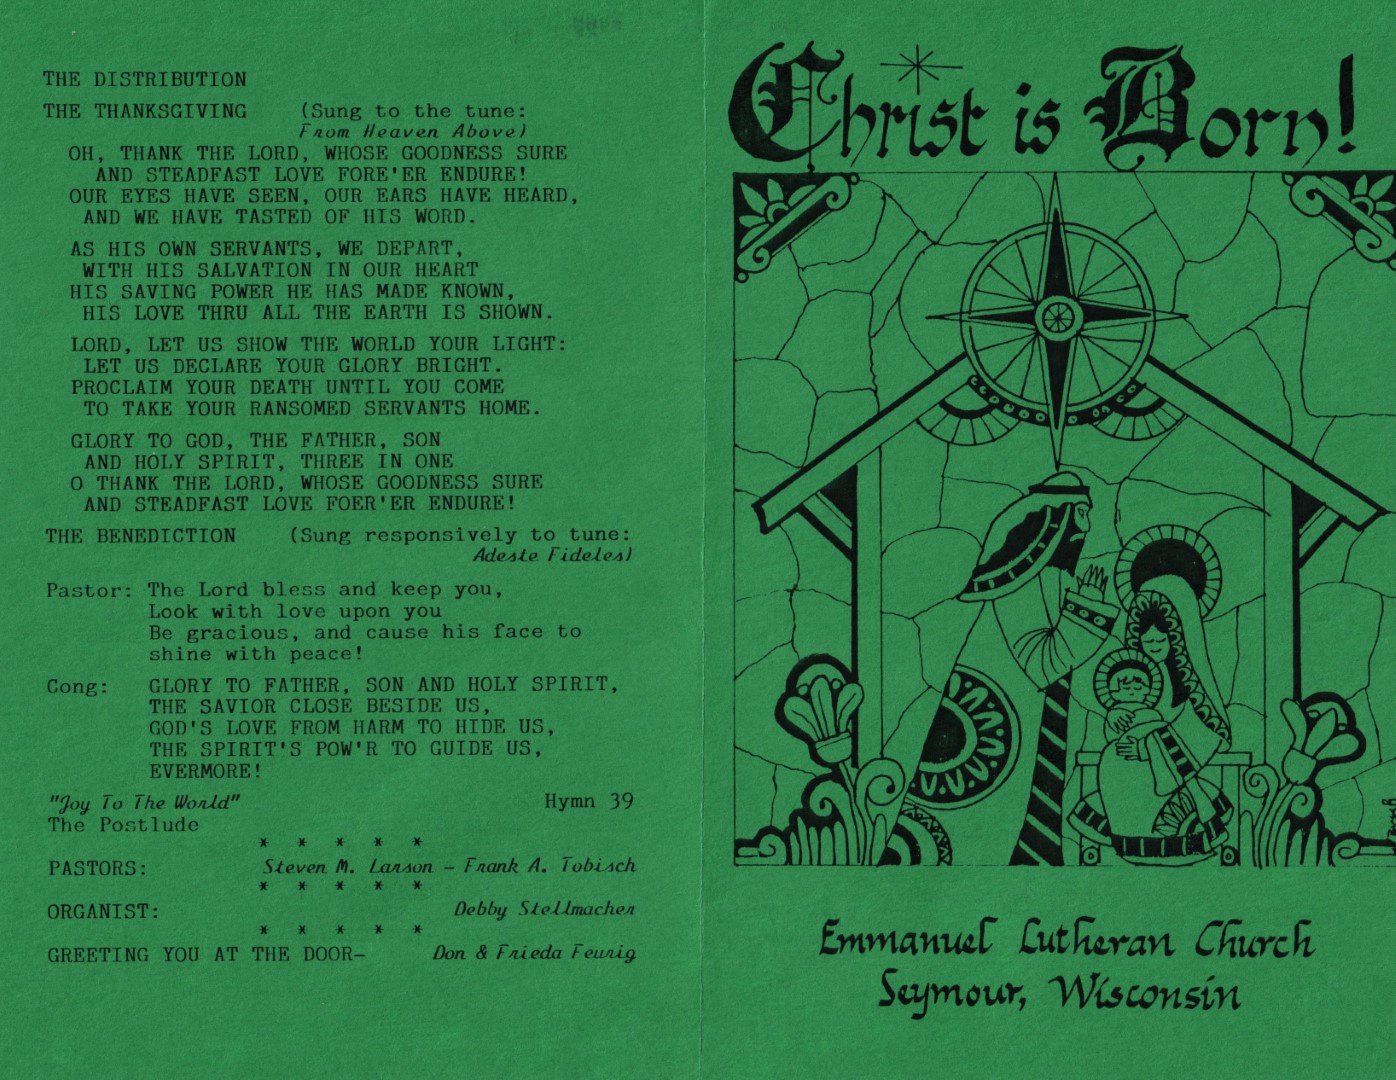 THE DISTRIBUTION
THE THANKSGIVING (Sung to the tune:
From Heaven Above)
OH, THANK THE LORD, WHOSE GOODNESS SURE
AND STEADFAST LOVE FORE'ER ENDURE!
OUR EYES HAVE SEEN, OUR EARS HAVE HEARD,
AND WE HAVE TASTED OF HIS WORD.
AS HIS OWN SERVANTS, WE DEPART,
WITH HIS SALVATION IN OUR HEART
HIS SAVING POWER HE HAS MADE KNOWN,
HIS LOVE THRU ALL THE EARTH IS SHOWN.
LORD, LET US SHOW THE WORLD YOUR LIGHT:
LET US DECLARE YOUR GLORY BRIGHT.
PROCLAIM YOUR DEATH UNTIL YOU COME
TO TAKE YOUR RANSOMED SERVANTS HOME.
GLORY TO GOD, THE FATHER, SON
AND HOLY SPIRIT, THREE IN ONE
O THANK THE LORD, WHOSE GOODNESS SURE
AND STEADFAST LOVE FOER'ER ENDURE!
THE BENEDICTION (Sung responsively to tune:
Adeste Fideles)
Pastor: The Lord bless and keep you,
Look with love upon you
Be gracious, and cause his face to
shine with peace!
Cong: GLORY TO FATHER, SON AND HOLY SPIRIT,
THE SAVIOR CLOSE BESIDE US,
GOD'S LOVE FROM HARM TO HIDE US,
THE SPIRIT'S POW'R TO GUIDE US,
EVERMORE!
"Joy To The World" Hymn 39
The Postlude
* * * * *
PASTORS: Steven M. Larson - Frank A. Tobisch
* * * * *
ORGANIST: Debby Stellmacher
* * * * *
GREETING YOU AT THE DOOR- Don & Frieda Feurig
Christ is Born!
Emmanuel Lutheran Church
Seymour, Wisconsin